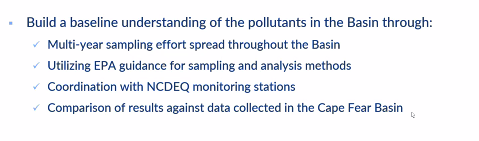 Build a baseline understanding of the pollutants in the Basin through:
Multi-year sampling effort spread throughout the Basin
Utilizing EPA guidance for sampling and analysis methods
Coordination with NCDEQ monitoring stations
Comparison of results against data collected in the Cape Fear Basin